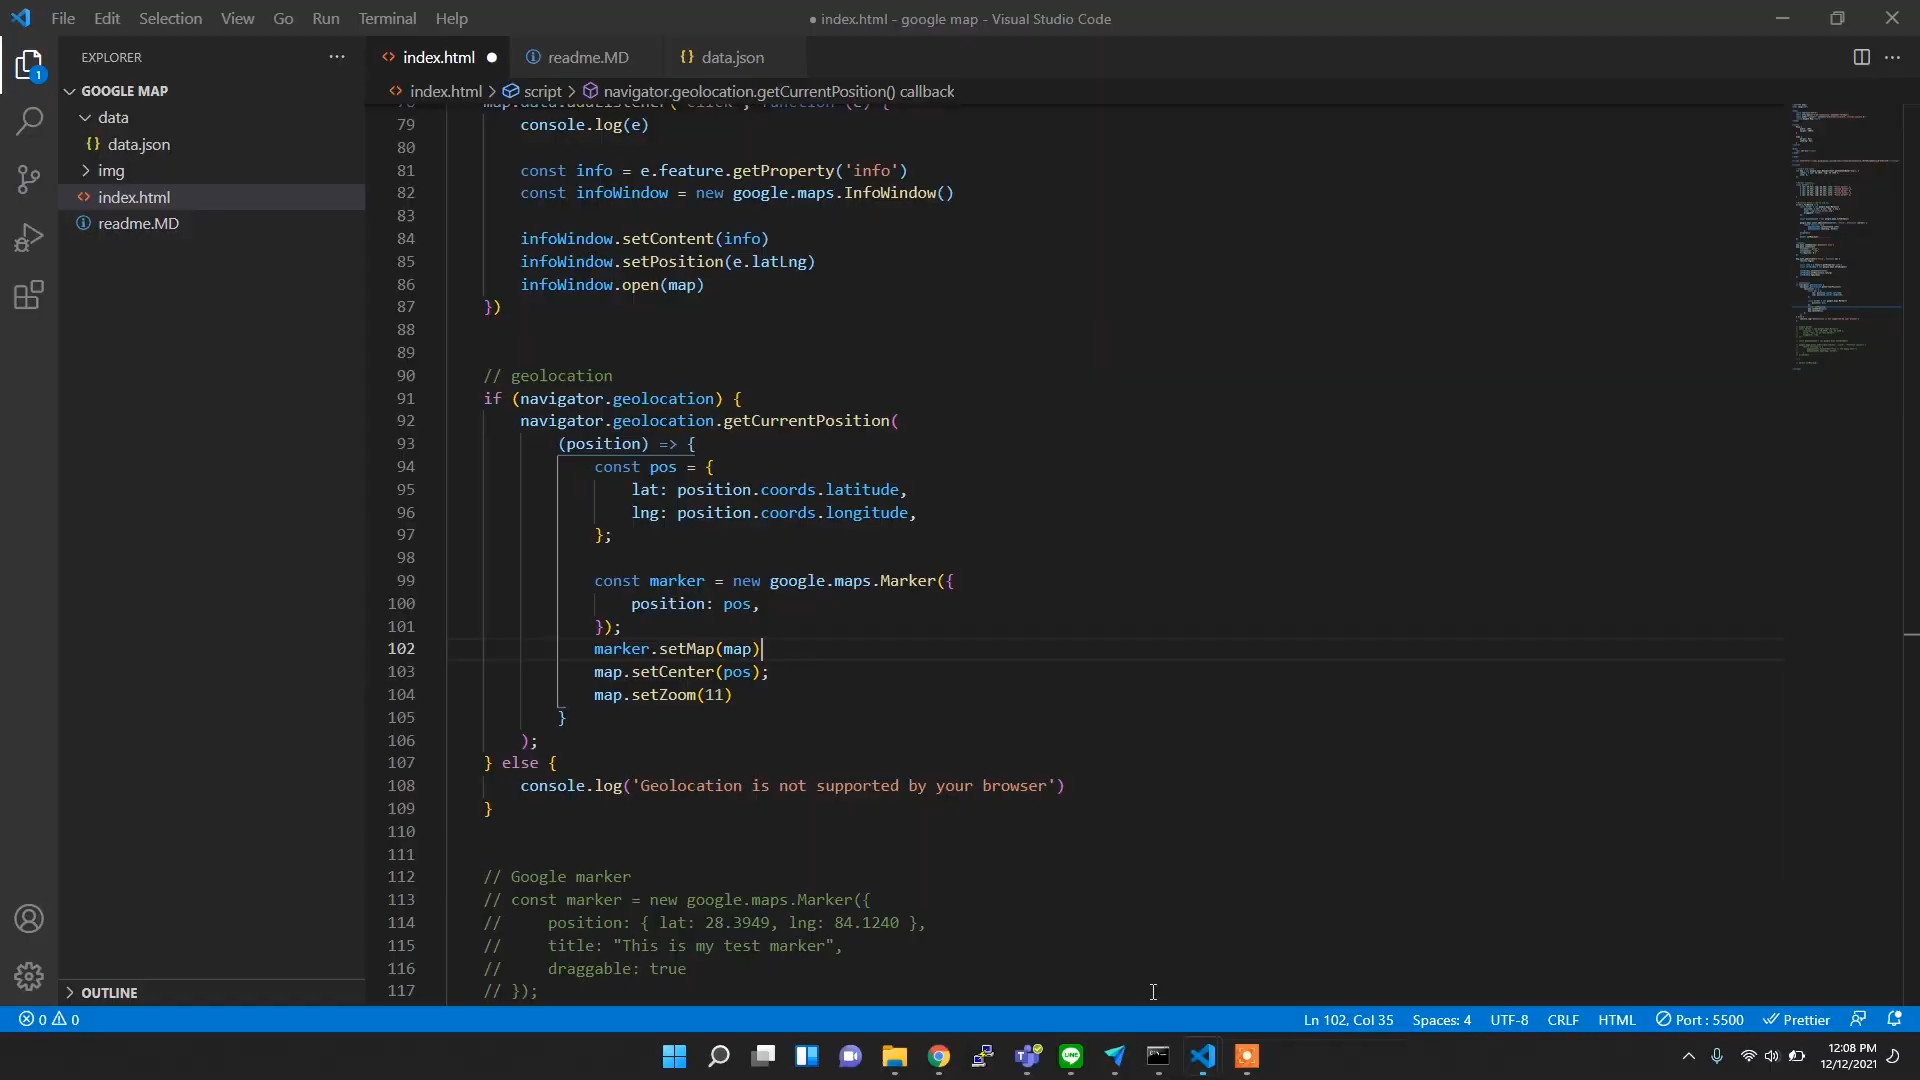 File Edit Selection View Go Run Terminal Help
● index.html - google map - Visual Studio Code
EXPLORER
index.html
readme.MD
data.json
GOOGLE MAP
data
data.json
img
index.html
readme.MD
OUTLINE
index.html > script > navigator.geolocation.getCurrentPosition() callback
78 map.data.addListener('click', function (e) {
79 console.log(e)
80
81 const info = e.feature.getProperty('info')
82 const infoWindow = new google.maps.InfoWindow()
83
84 infoWindow.setContent(info)
85 infoWindow.setPosition(e.latLng)
86 infoWindow.open(map)
87 })
88
89
90 // geolocation
91 if (navigator.geolocation) {
92 navigator.geolocation.getCurrentPosition(
93 (position) => {
94 const pos = {
95 lat: position.coords.latitude,
96 lng: position.coords.longitude,
97 };
98
99 const marker = new google.maps.Marker({
100 position: pos,
101 });
102 marker.setMap(map)
103 map.setCenter(pos);
104 map.setZoom(11)
105 }
106 );
107 } else {
108 console.log('Geolocation is not supported by your browser')
109 }
110
111
112 // Google marker
113 // const marker = new google.maps.Marker({
114 // position: { lat: 28.3949, lng: 84.1240 },
115 // title: "This is my test marker",
116 // draggable: true
117 // });
1
0 0
Ln 102, Col 35 Spaces: 4 UTF-8 CRLF HTML Port : 5500 Prettier
LINE
12:08 PM
12/12/2021